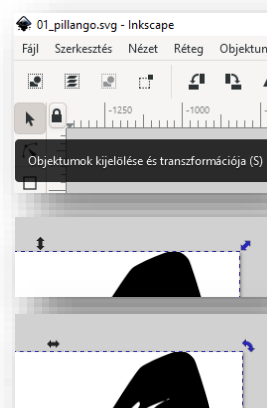 01_pillango.svg - Inkscape
Fájl Szerkesztés Nézet Réteg Objektum
-1250 -1000
Objektumok kijelölése és transzformációja (S)